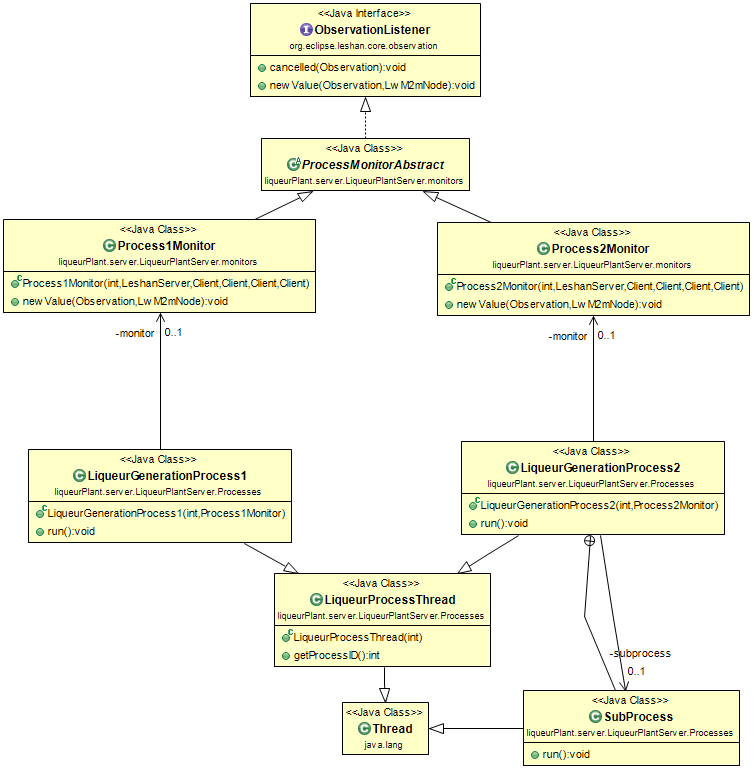 <<Java Interface>>
ObservationListener
org.eclipse.leshan.core.observation
cancelled(Observation):void
newValue(Observation,LwM2mNode):void
<<Java Class>>
ProcessMonitorAbstract
liqueurPlant.server.LiqueurPlantServer.monitors
<<Java Class>>
Process1Monitor
liqueurPlant.server.LiqueurPlantServer.monitors
Process1Monitor(int,LeshanServer,Client,Client,Client,Client)
newValue(Observation,LwM2mNode):void
<<Java Class>>
Process2Monitor
liqueurPlant.server.LiqueurPlantServer.monitors
Process2Monitor(int,LeshanServer,Client,Client,Client,Client)
newValue(Observation,LwM2mNode):void
-monitor 0..1
-monitor 0..1
<<Java Class>>
LiqueurGenerationProcess1
liqueurPlant.server.LiqueurPlantServer.Processes
LiqueurGenerationProcess1(int,Process1Monitor)
run():void
<<Java Class>>
LiqueurGenerationProcess2
liqueurPlant.server.LiqueurPlantServer.Processes
LiqueurGenerationProcess2(int,Process2Monitor)
run():void
<<Java Class>>
LiqueurProcessThread
liqueurPlant.server.LiqueurPlantServer.Processes
LiqueurProcessThread(int)
getProcessID():int
-subprocess
0..1
<<Java Class>>
Thread
java.lang
<<Java Class>>
SubProcess
liqueurPlant.server.LiqueurPlantServer.Processes
run():void